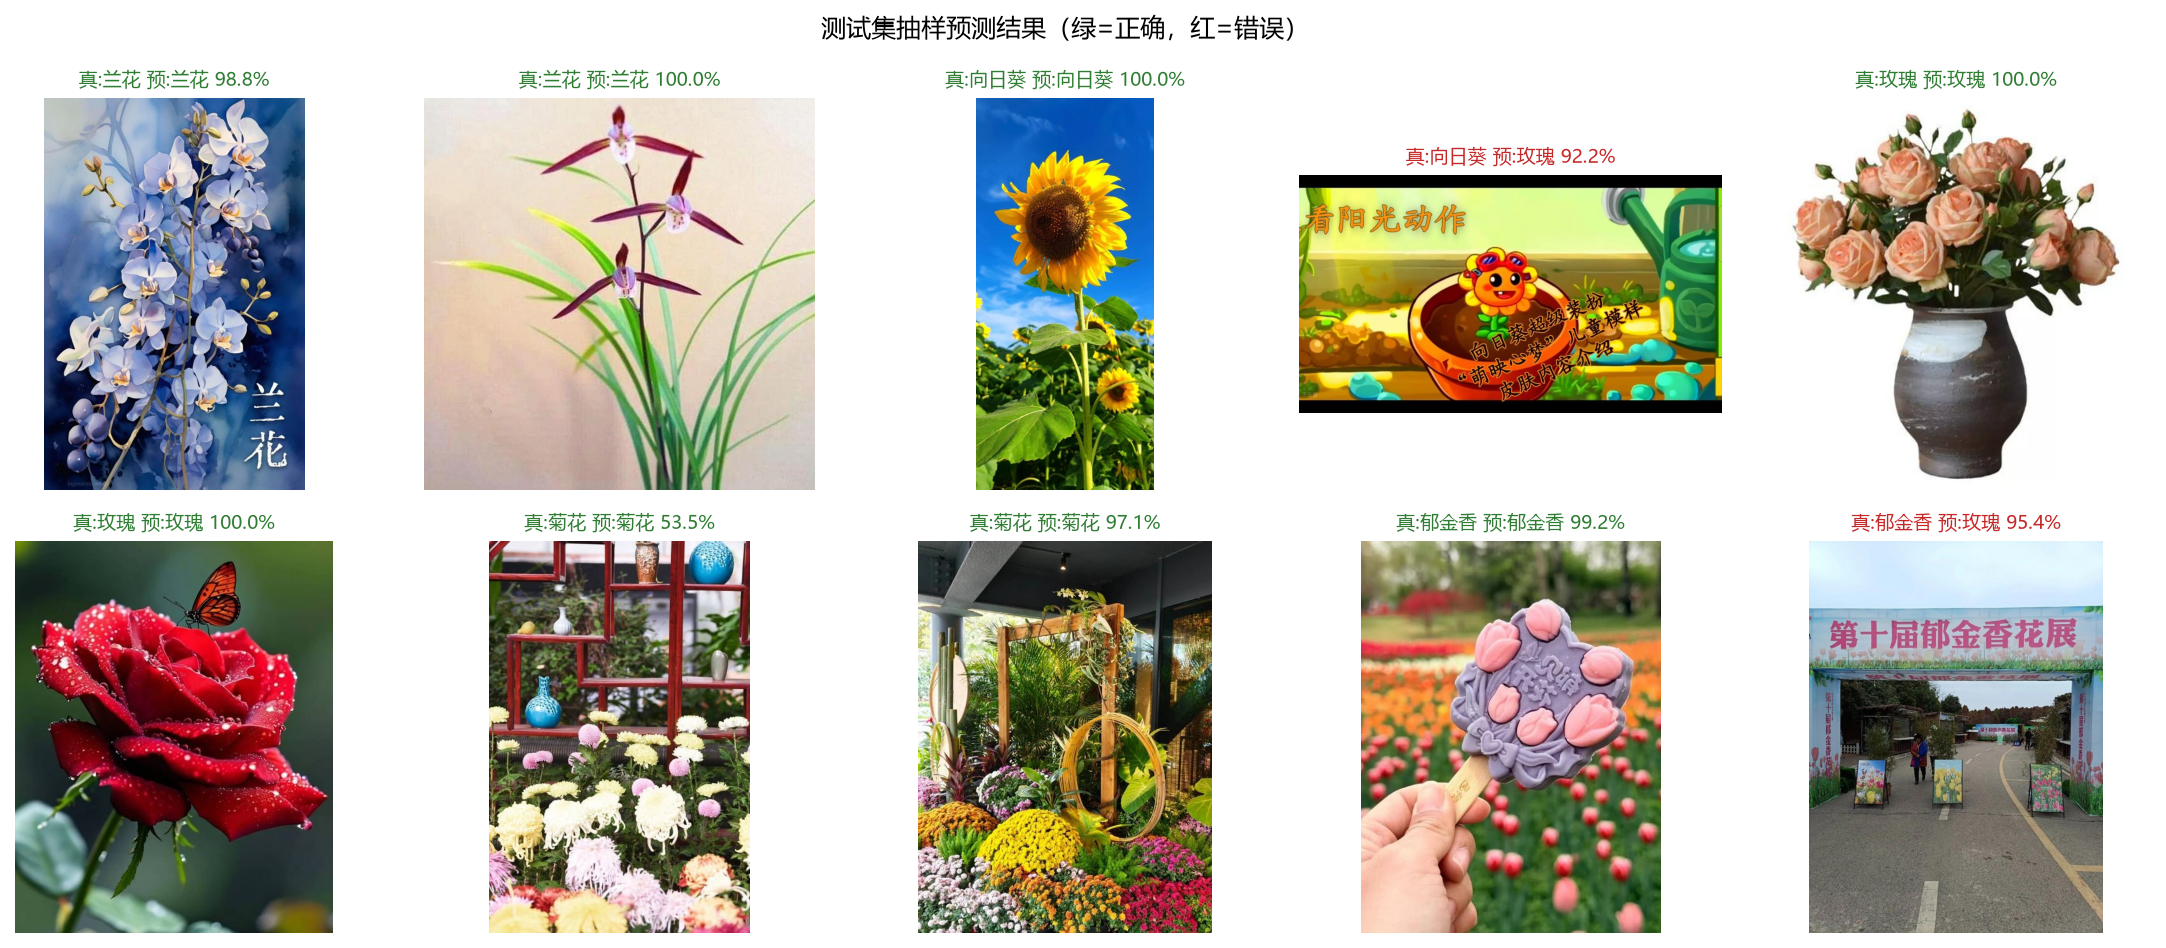 测试集抽样预测结果（绿=正确，红=错误）
真:兰花 预:兰花 98.8%
真:兰花 预:兰花 100.0%
真:向日葵 预:向日葵 100.0%
真:向日葵 预:玫瑰 92.2%
真:玫瑰 预:玫瑰 100.0%
兰花
看阳光动作
向日葵超级装扮
“萌映心梦”儿童模样
皮肤内容介绍
真:玫瑰 预:玫瑰 100.0%
真:菊花 预:菊花 53.5%
真:菊花 预:菊花 97.1%
真:郁金香 预:郁金香 99.2%
真:郁金香 预:玫瑰 95.4%
第十届郁金香花展